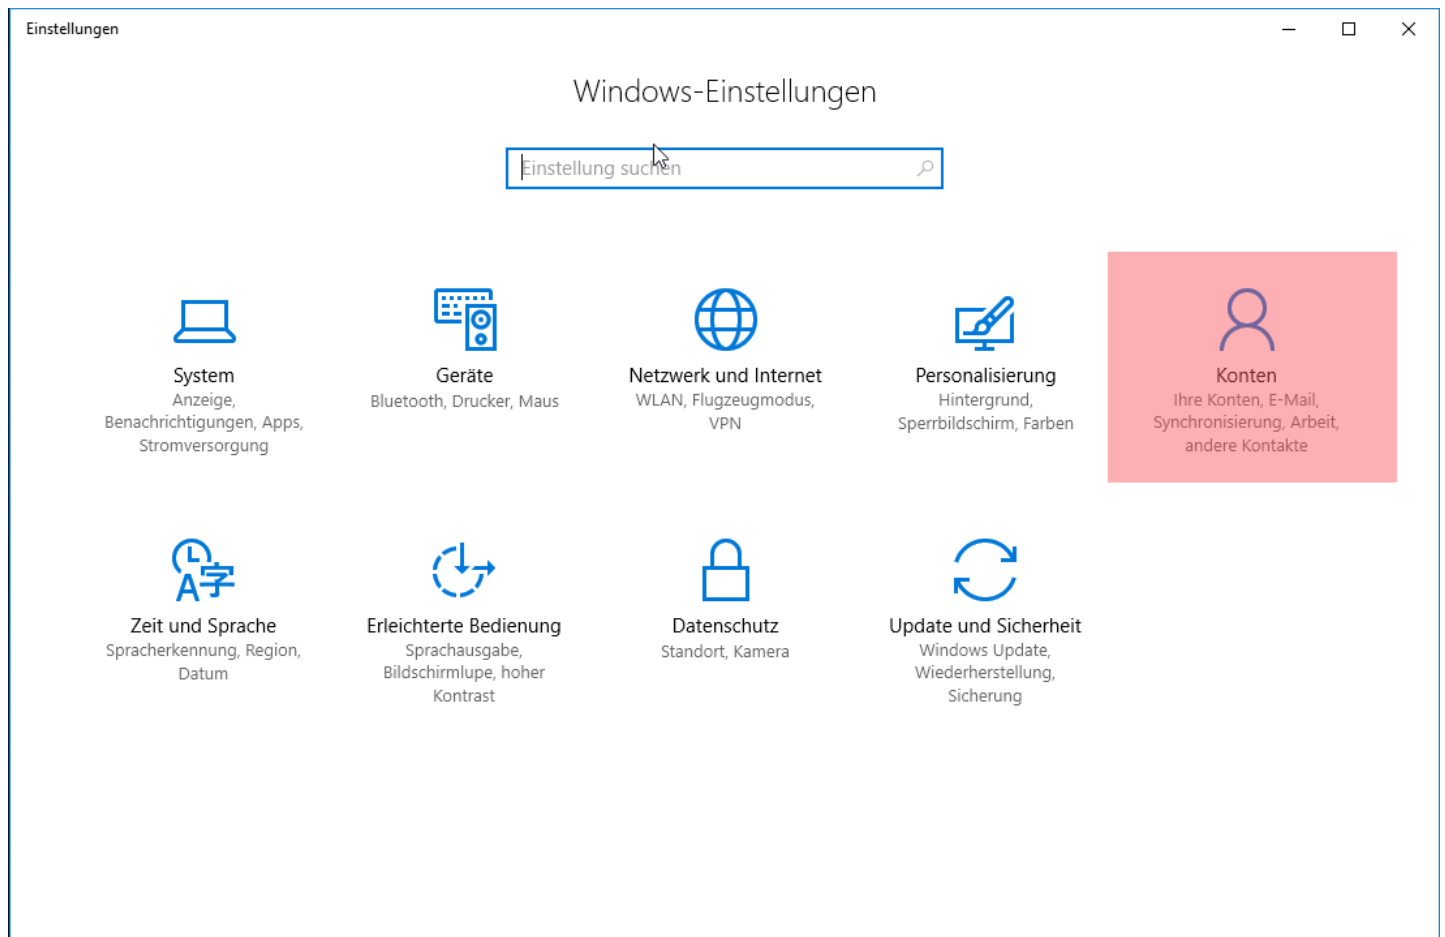 Einstellungen
Windows-Einstellungen
Einstellung suchen
System
Anzeige,
Benachrichtigungen, Apps,
Stromversorgung
Geräte
Bluetooth, Drucker, Maus
Netzwerk und Internet
WLAN, Flugzeugmodus,
VPN
Personalisierung
Hintergrund,
Sperrbildschirm, Farben
Konten
Ihre Konten, E-Mail,
Synchronisierung, Arbeit,
andere Kontakte
Zeit und Sprache
Spracherkennung, Region,
Datum
Erleichterte Bedienung
Sprachausgabe,
Bildschirmlupe, hoher
Kontrast
Datenschutz
Standort, Kamera
Update und Sicherheit
Windows Update,
Wiederherstellung,
Sicherung